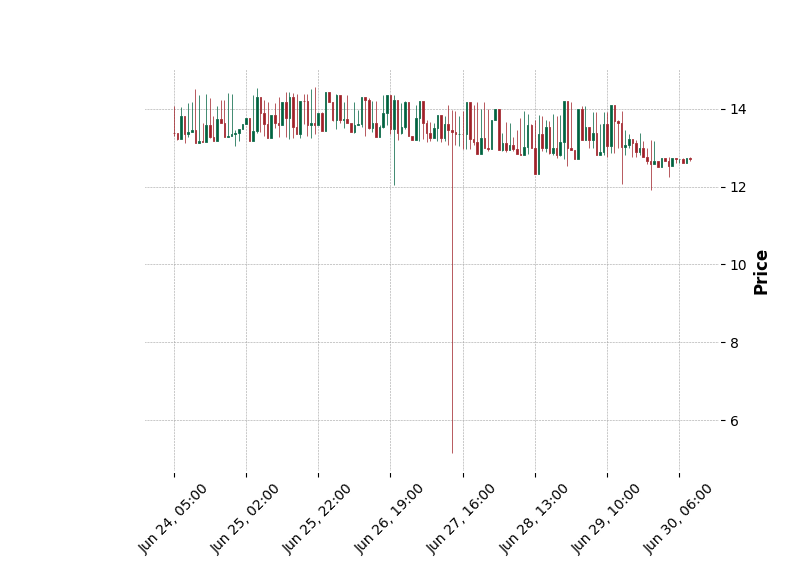 14
12
10
8
6
Price
Jun 24, 05:00
Jun 25, 02:00
Jun 25, 22:00
Jun 26, 19:00
Jun 27, 16:00
Jun 28, 13:00
Jun 29, 10:00
Jun 30, 06:00